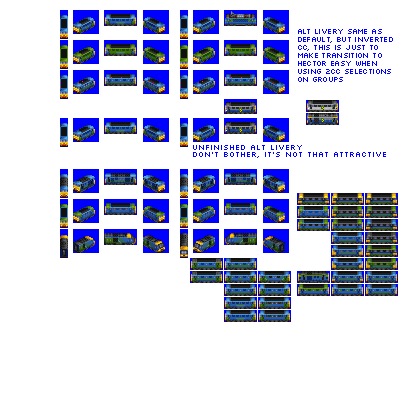 ALT LIVERY SAME AS
DEFAULT, BUT INVERTED
CC, THIS IS JUST TO
MAKE TRANSITION TO
HECTOR EASY WHEN
USING 2CC SELECTIONS
ON GROUPS
UNFINISHED ALT LIVERY
DON'T BOTHER, IT'S NOT THAT ATTRACTIVE